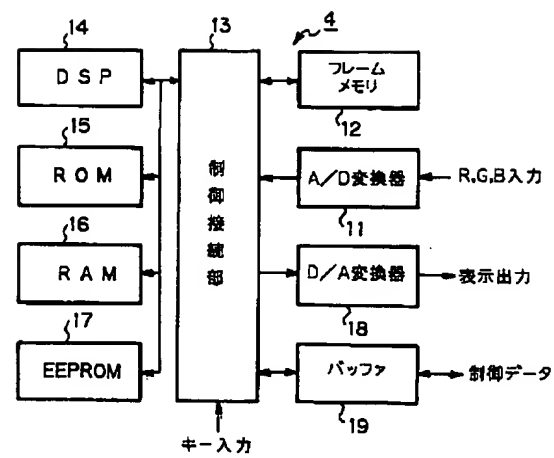 14
13
4
DSP
フレーム
メモリ
12
15
ROM
制御接続部
A/D変換器
R,G,B入力
11
16
RAM
D/A変換器
表示出力
18
17
EEPROM
バッファ
制御データ
19
キー入力